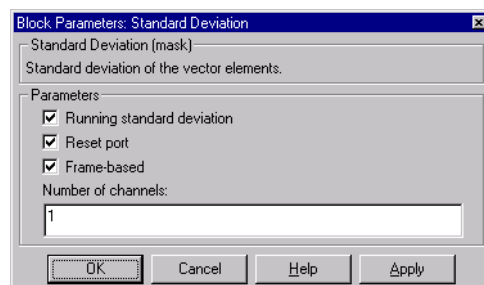 Block Parameters: Standard Deviation
Standard Deviation (mask)
Standard deviation of the vector elements.
Parameters
Running standard deviation
Reset port
Frame-based
Number of channels:
1
OK Cancel Help Apply